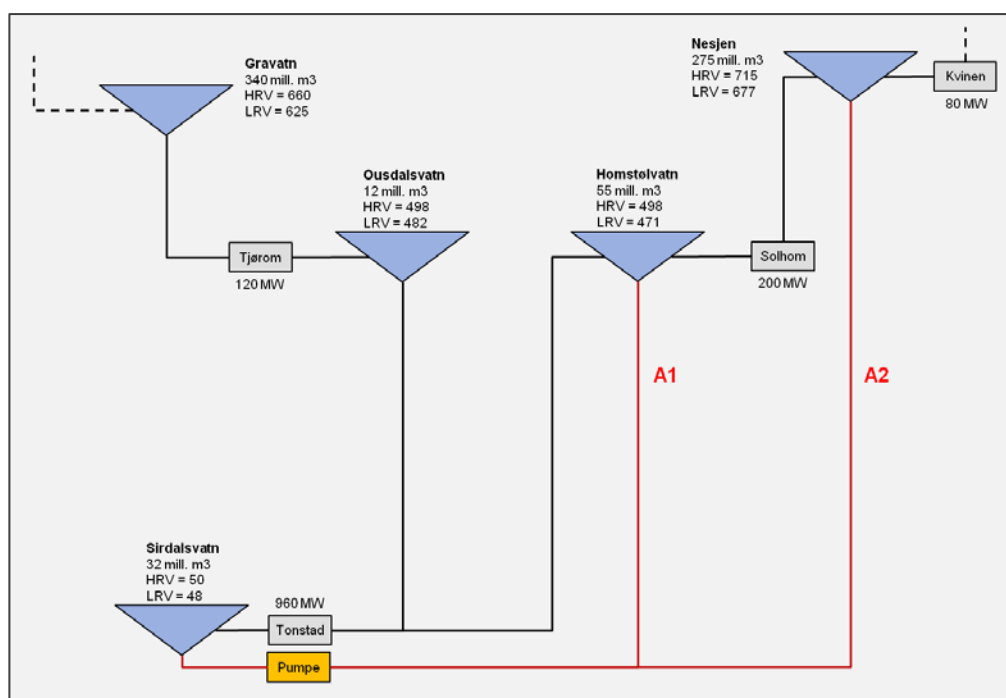 Gravatn
340 mill. m3
HRV = 660
LRV = 625
Nesjen
275 mill. m3
HRV = 715
LRV = 677
Kvinen
80 MW
Ousdalsvatn
12 mill. m3
HRV = 498
LRV = 482
Homstølvatn
55 mill. m3
HRV = 498
LRV = 471
Tjørom
120 MW
Solhom
200 MW
A1
A2
Sirdalsvatn
32 mill. m3
HRV = 50
LRV = 48
960 MW
Tonstad
Pumpe